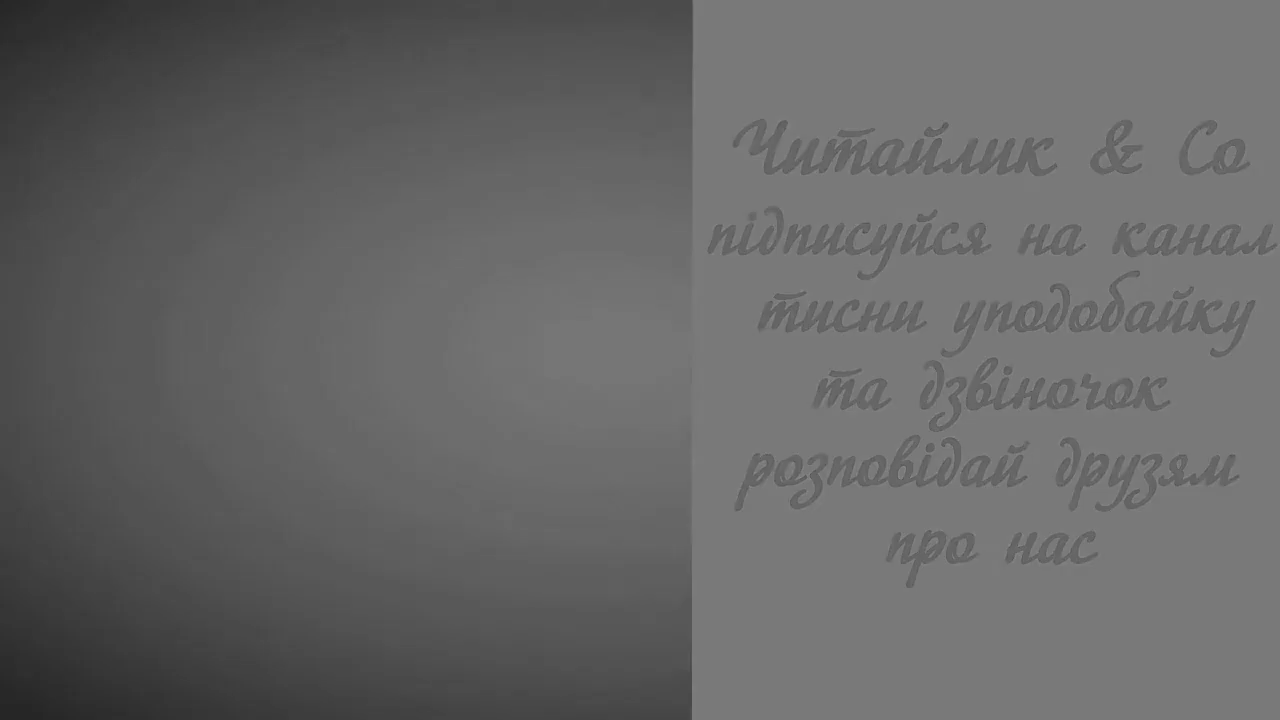 Читайлик & Co
підписуйся на канал
тисни уподобайку
та дзвіночок
розповідай друзям
про нас